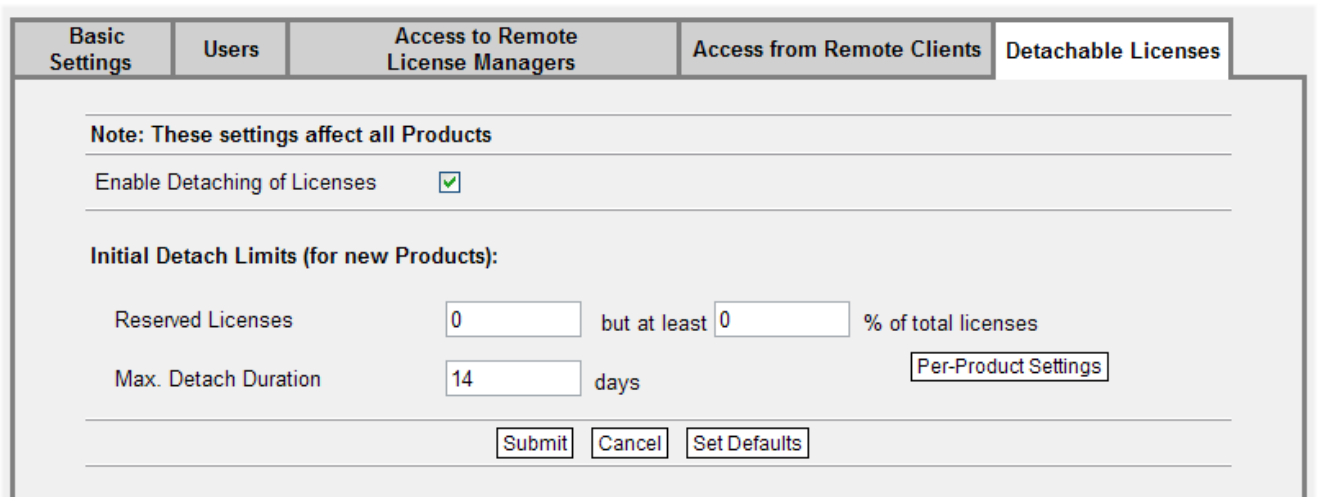 Basic
Settings
Users
Access to Remote
License Managers
Access from Remote Clients
Detachable Licenses
Note: These settings affect all Products
Enable Detaching of Licenses
Initial Detach Limits (for new Products):
Reserved Licenses 0 but at least 0 % of total licenses
Max. Detach Duration 14 days
Per-Product Settings
Submit Cancel Set Defaults